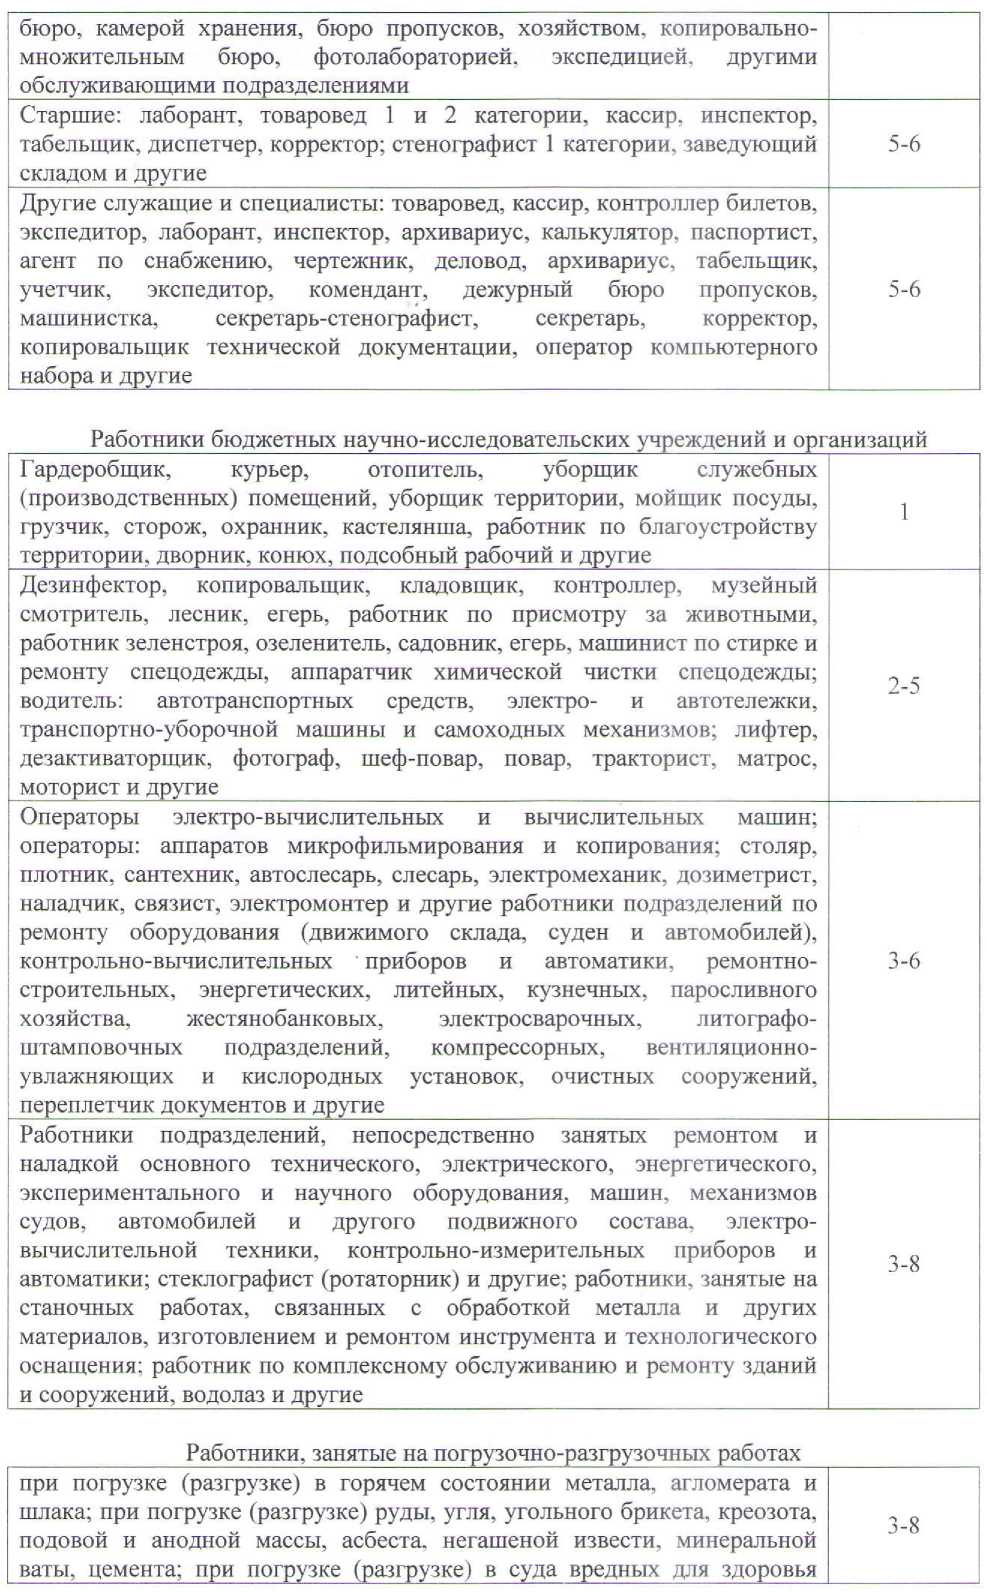 бюро, камерой хранения, бюро пропусков, хозяйством, копировально-
множительным бюро, фотолабораторией, экспедицией, другими
обслуживающими подразделениями
Старшие: лаборант, товаровед 1 и 2 категории, кассир, инспектор,
табельщик, диспетчер, корректор; стенографист 1 категории, заведующий
складом и другие
5-6
Другие служащие и специалисты: товаровед, кассир, контроллер билетов,
экспедитор, лаборант, инспектор, архивариус, калькулятор, паспортист,
агент по снабжению, чертежник, деловод, архивариус, табельщик,
учетчик, экспедитор, комендант, дежурный бюро пропусков,
машинистка, секретарь-стенографист, секретарь, корректор,
копировальщик технической документации, оператор компьютерного
набора и другие
5-6
Работники бюджетных научно-исследовательских учреждений и организаций
Гардеробщик, курьер, отопитель, уборщик служебных
(производственных) помещений, уборщик территории, мойщик посуды,
грузчик, сторож, охранник, кастелянша, работник по благоустройству
территории, дворник, конюх, подсобный рабочий и другие
1
Дезинфектор, копировальщик, кладовщик, контроллер, музейный
смотритель, лесник, егерь, работник по присмотру за животными,
работник зеленстроя, озеленитель, садовник, егерь, машинист по стирке и
ремонту спецодежды, аппаратчик химической чистки спецодежды;
водитель: автотранспортных средств, электро- и автотележки,
транспортно-уборочной машины и самоходных механизмов; лифтер,
дезактиваторщик, фотограф, шеф-повар, повар, тракторист, матрос,
моторист и другие
2-5
Операторы электро-вычислительных и вычислительных машин;
операторы: аппаратов микрофильмирования и копирования; столяр,
плотник, сантехник, автослесарь, слесарь, электромеханик, дозиметрист,
наладчик, связист, электромонтер и другие работники подразделений по
ремонту оборудования (движимого склада, суден и автомобилей),
контрольно-вычислительных приборов и автоматики, ремонтно-
строительных, энергетических, литейных, кузнечных, паросливного
хозяйства, жестянобанковых, электросварочных, литографо-
штамповочных подразделений, компрессорных, вентиляционно-
увлажняющих и кислородных установок, очистных сооружений,
переплетчик документов и другие
3-6
Работники подразделений, непосредственно занятых ремонтом и
наладкой основного технического, электрического, энергетического,
экспериментального и научного оборудования, машин, механизмов
судов, автомобилей и другого подвижного состава, электро-
вычислительной техники, контрольно-измерительных приборов и
автоматики; стеклографист (ротаторник) и другие; работники, занятые на
станочных работах, связанных с обработкой металла и других
материалов, изготовлением и ремонтом инструмента и технологического
оснащения; работник по комплексному обслуживанию и ремонту зданий
и сооружений, водолаз и другие
3-8
Работники, занятые на погрузочно-разгрузочных работах
при погрузке (разгрузке) в горячем состоянии металла, агломерата и
шлака; при погрузке (разгрузке) руды, угля, угольного брикета, креозота,
подовой и анодной массы, асбеста, негашеной извести, минеральной
ваты, цемента; при погрузке (разгрузке) в суда вредных для здоровья
3-8